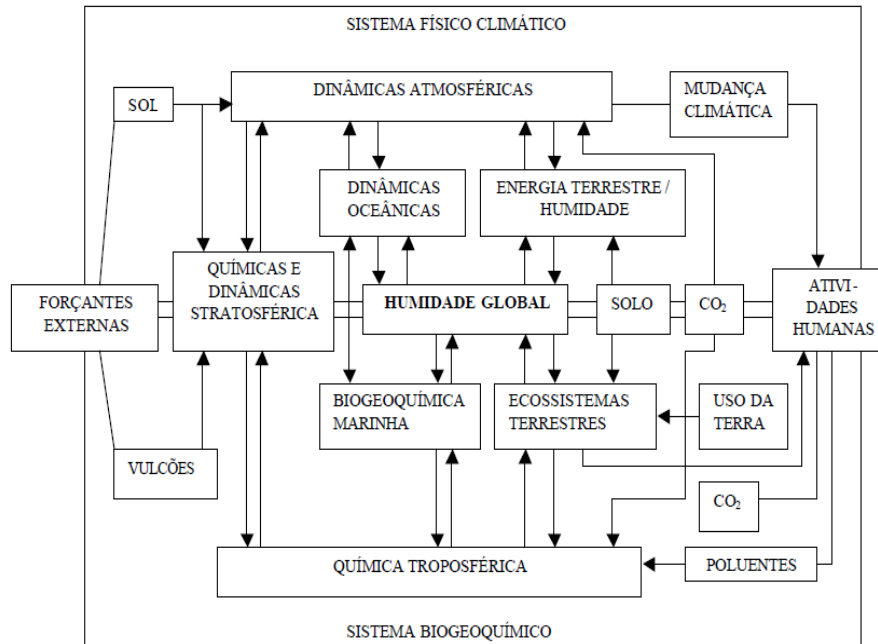 SISTEMA FÍSICO CLIMÁTICO
DINÂMICAS ATMOSFÉRICAS
MUDANÇA
CLIMÁTICA
SOL
DINÂMICAS
OCEÂNICAS
ENERGIA TERRESTRE /
HUMIDADE
QUÍMICAS E
DINÂMICAS
STRATOSFÉRICA
FORÇANTES
EXTERNAS
HUMIDADE GLOBAL
SOLO
CO₂
ATIVI-
DADES
HUMANAS
BIOGEOQUÍMICA
MARINHA
ECOSSISTEMAS
TERRESTRES
USO DA
TERRA
VULCÕES
CO₂
QUÍMICA TROPOSFÉRICA
POLUENTES
SISTEMA BIOGEOQUÍMICO